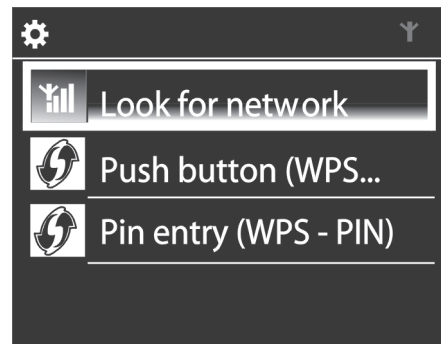 Look for network
Push button (WPS...
Pin entry (WPS - PIN)